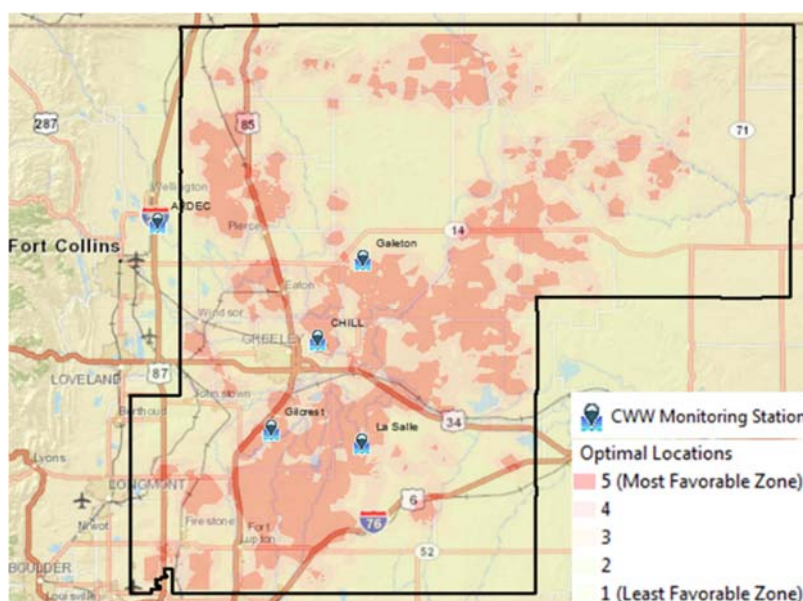 287
85
71
Wellington
ARDEC
Pierce
Fort Collins
14
Galeton
Eaton
Windsor
CHILL
GREELEY
87
LOVELAND
Johnstown
Berthoud
34
Gilcrest
La Salle
Lyons
LONGMONT
6
Niwot
Firestone
76
Fort
Lupton
52
BOULDER
Louisville
CWW Monitoring Station
Optimal Locations
5 (Most Favorable Zone)
4
3
2
1 (Least Favorable Zone)